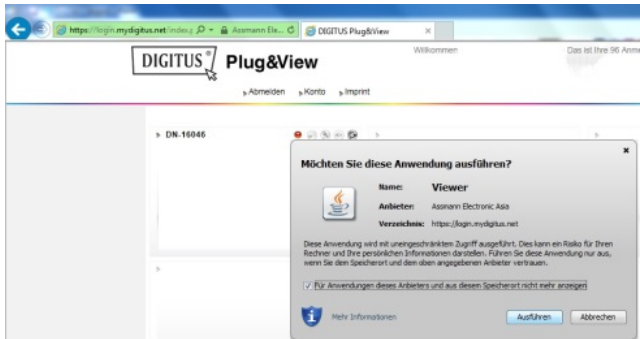 https://login.mydigitus.net/index.
Assmann Ele...
DIGITUS Plug&View
DIGITUS®
Plug&View
Willkommen
Das ist Ihre 96 Anme
Abmelden
Konto
Imprint
DN-16046
Möchten Sie diese Anwendung ausführen?
Name: Viewer
Anbieter: Assmann Electronic Asia
Verzeichnis: https://login.mydigitus.net
Diese Anwendung wird mit uneingeschränktem Zugriff ausgeführt. Dies kann ein Risiko für Ihren
Rechner und Ihre persönlichen Informationen darstellen. Führen Sie diese Anwendung nur aus,
wenn Sie dem Speicherort und dem oben angegebenen Anbieter vertrauen.
Für Anwendungen dieses Anbieters und aus diesem Speicherort nicht mehr anzeigen
Mehr Informationen
Ausführen
Abbrechen